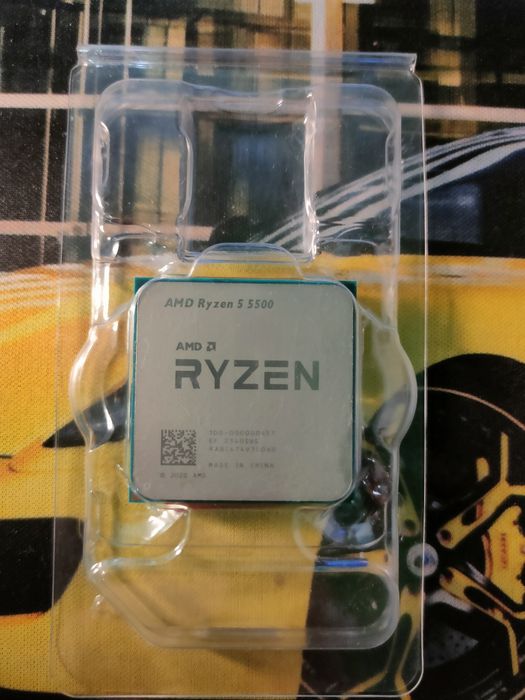 AMD Ryzen 5 5500
AMD
RYZEN
100-000000457
MADE IN CHINA
© 2020 AMD